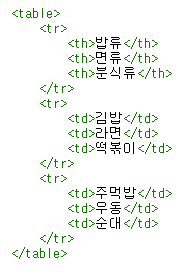 <table>
    <tr>
        <th>밥류</th>
        <th>면류</th>
        <th>분식류</th>
    </tr>
    <tr>
        <td>김밥</td>
        <td>라면</td>
        <td>떡볶이</td>
    </tr>
    <tr>
        <td>주먹밥</td>
        <td>우동</td>
        <td>순대</td>
    </tr>
</table>